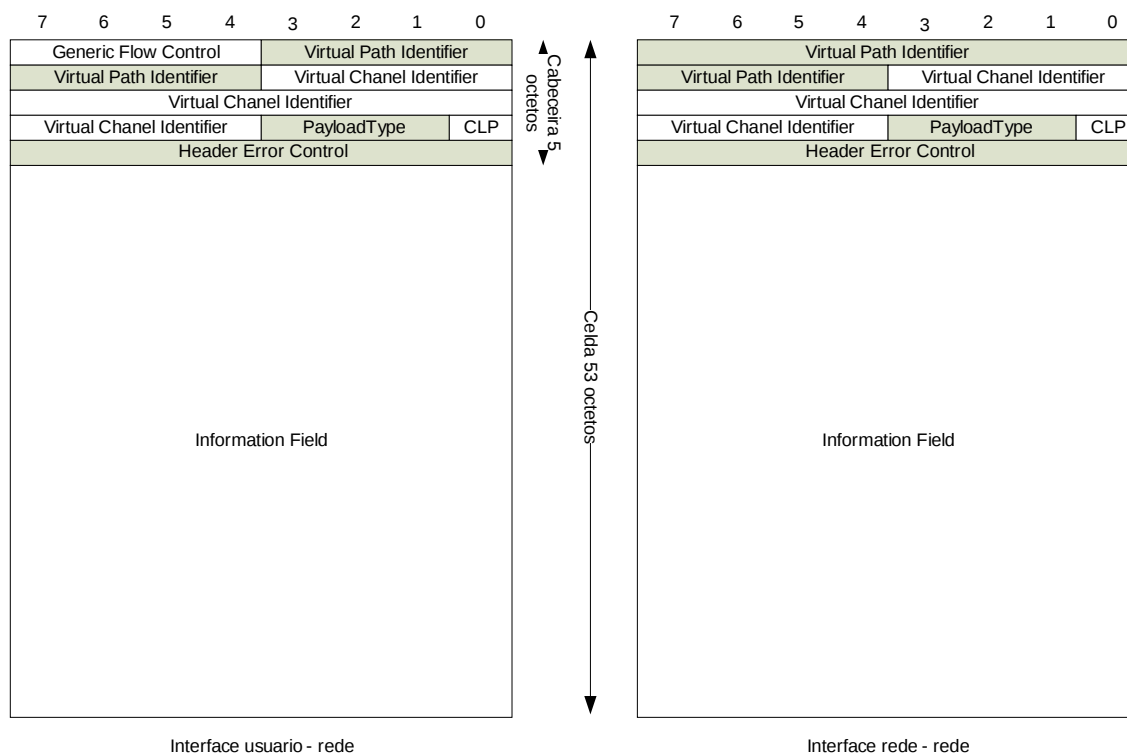 7 6 5 4 3 2 1 0
Generic Flow Control Virtual Path Identifier
Virtual Path Identifier Virtual Chanel Identifier
Virtual Chanel Identifier
Virtual Chanel Identifier PayloadType CLP
Header Error Control
Information Field
Interface usuario - rede
Cabeceira 5
octetos
Celda 53 octetos
7 6 5 4 3 2 1 0
Virtual Path Identifier
Virtual Path Identifier Virtual Chanel Identifier
Virtual Chanel Identifier
Virtual Chanel Identifier PayloadType CLP
Header Error Control
Information Field
Interface rede - rede